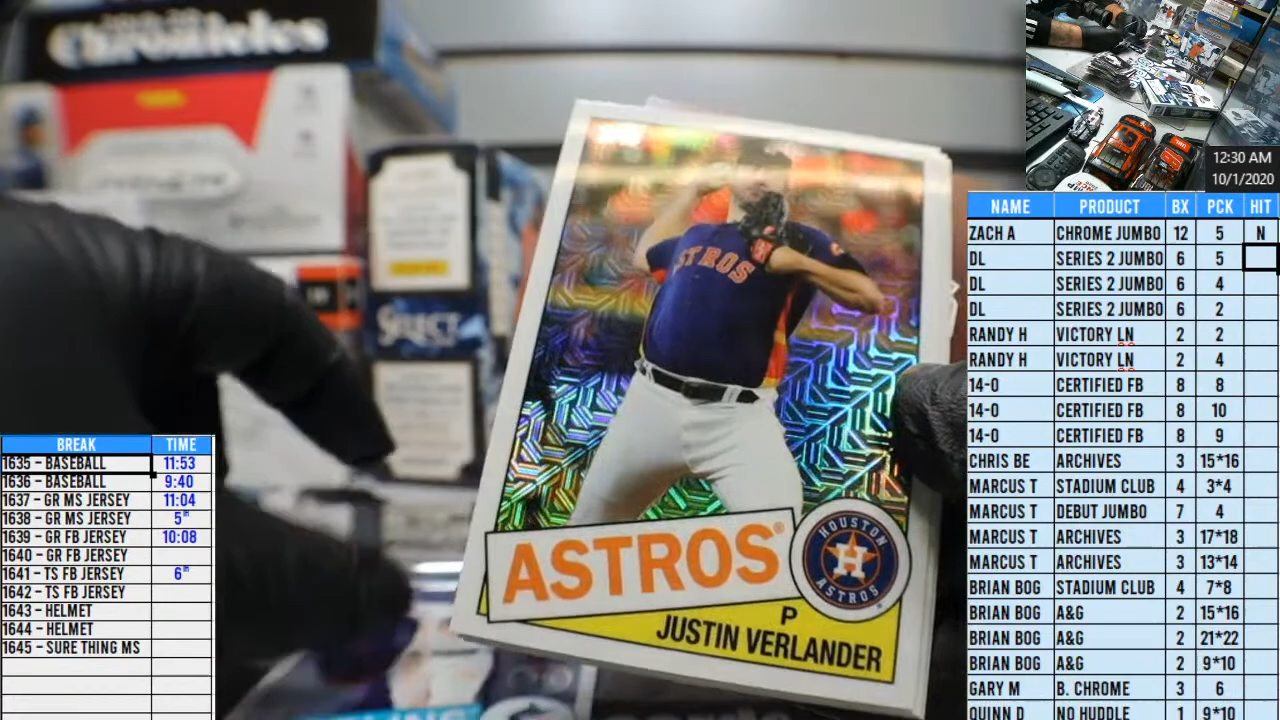 Chronicles
SELECT
ASTROS
ASTROS®
HOUSTON
H
ASTROS
P
JUSTIN VERLANDER
12:30 AM
10/1/2020
BREAK TIME
1635 – BASEBALL 11:53
1636 – BASEBALL 9:40
1637 – GR MS JERSEY 11:04
1638 – GR MS JERSEY 5TH
1639 – GR FB JERSEY 10:08
1640 – GR FB JERSEY
1641 – TS FB JERSEY 6TH
1642 – TS FB JERSEY
1643 – HELMET
1644 – HELMET
1645 – SURE THING MS
NAME PRODUCT BX PCK HIT
ZACH A CHROME JUMBO 12 5 N
DL SERIES 2 JUMBO 6 5
DL SERIES 2 JUMBO 6 4
DL SERIES 2 JUMBO 6 2
RANDY H VICTORY LN 2 2
RANDY H VICTORY LN 2 4
14-0 CERTIFIED FB 8 8
14-0 CERTIFIED FB 8 10
14-0 CERTIFIED FB 8 9
CHRIS BE ARCHIVES 3 15*16
MARCUS T STADIUM CLUB 4 3*4
MARCUS T DEBUT JUMBO 7 4
MARCUS T ARCHIVES 3 17*18
MARCUS T ARCHIVES 3 13*14
BRIAN BOG STADIUM CLUB 4 7*8
BRIAN BOG A&G 2 15*16
BRIAN BOG A&G 2 21*22
BRIAN BOG A&G 2 9*10
GARY M B. CHROME 3 6
QUINN D NO HUDDLE 1 9*10